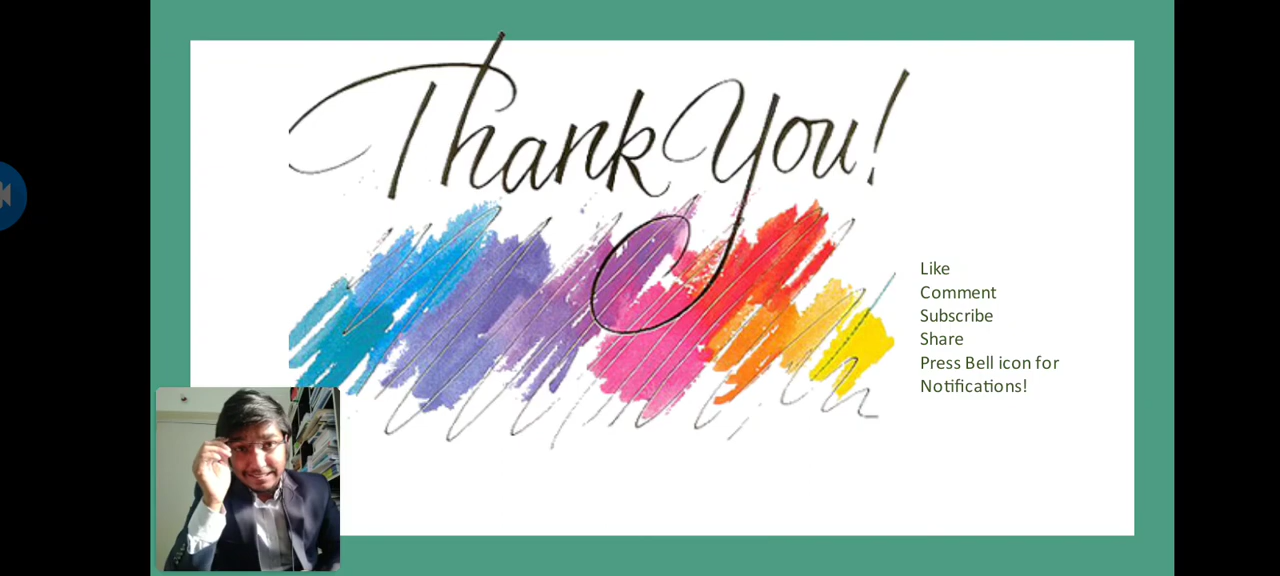 Thank You!
Like
Comment
Subscribe
Share
Press Bell icon for
Notifications!